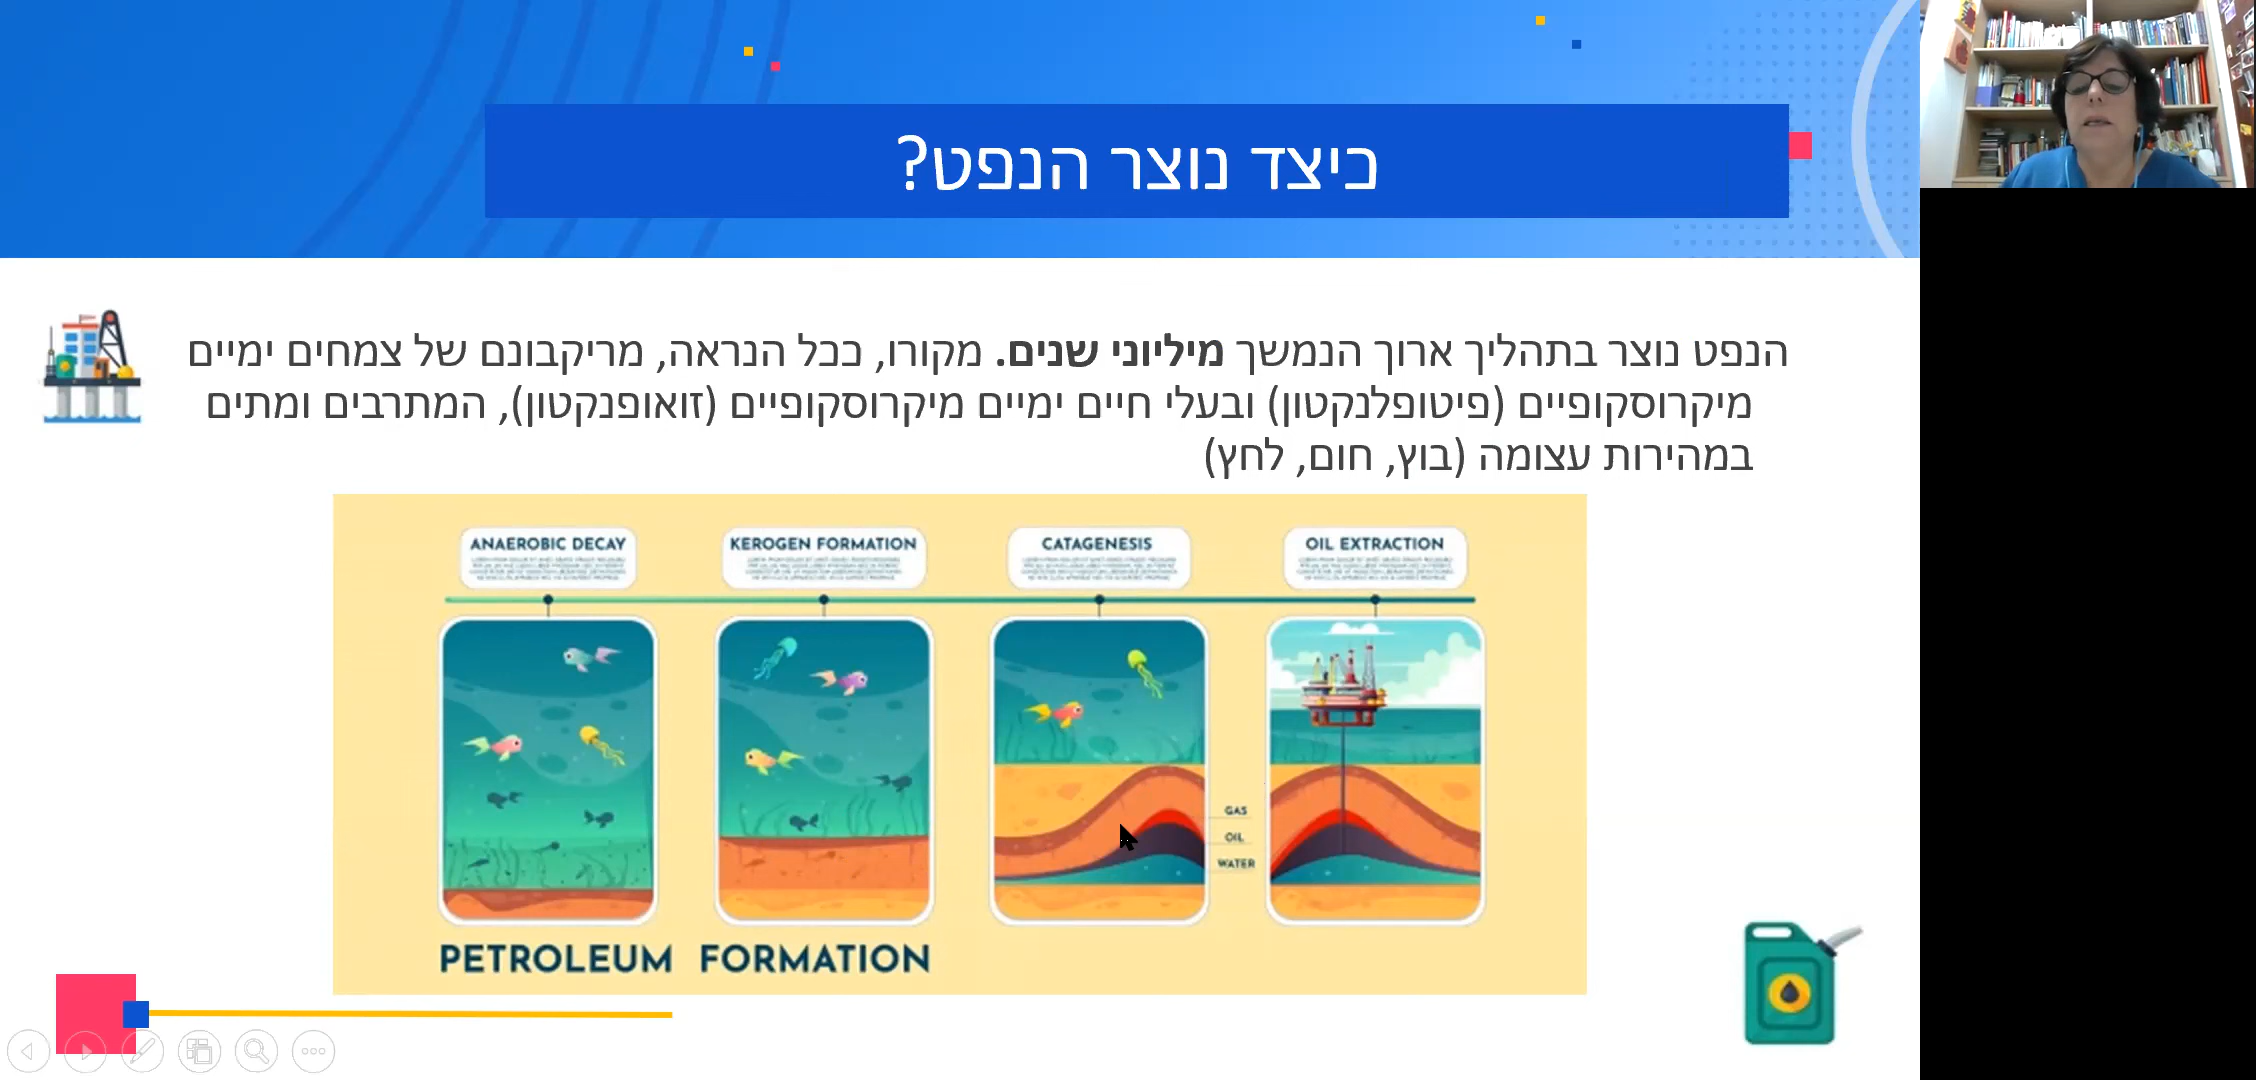 כיצד נוצר הנפט?
הנפט נוצר בתהליך ארוך הנמשך מיליוני שנים. מקורו, ככל הנראה, מריקבונם של צמחים ימיים
מיקרוסקופיים (פיטופלנקטון) ובעלי חיים ימיים מיקרוסקופיים (זואופנקטון), המתרבים ומתים
במהירות עצומה (בוץ, חום, לחץ)
ANAEROBIC DECAY
KEROGEN FORMATION
CATAGENESIS
OIL EXTRACTION
GAS
OIL
WATER
PETROLEUM FORMATION